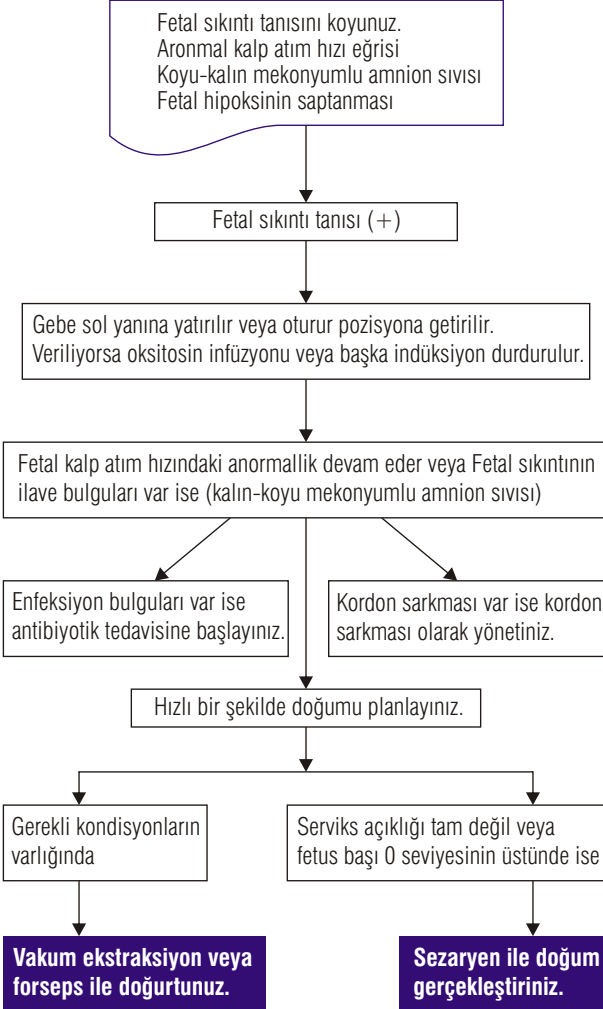 Fetal sıkıntı tanısını koyunuz.
Aronmal kalp atım hızı eğrisi
Koyu-kalın mekonyumlu amnion sıvısı
Fetal hipoksinin saptanması
Fetal sıkıntı tanısı (+)
Gebe sol yanına yatırılır veya oturur pozisyona getirilir.
Veriliyorsa oksitosin infüzyonu veya başka indüksiyon durdurulur.
Fetal kalp atım hızındaki anormallik devam eder veya Fetal sıkıntının
ilave bulguları var ise (kalın-koyu mekonyumlu amnion sıvısı)
Enfeksiyon bulguları var ise
antibiyotik tedavisine başlayınız.
Kordon sarkması var ise kordon
sarkması olarak yönetiniz.
Hızlı bir şekilde doğumu planlayınız.
Gerekli kondisyonların
varlığında
Serviks açıklığı tam değil veya
fetus başı 0 seviyesinin üstünde ise
Vakum ekstraksiyon veya
forseps ile doğurtunuz.
Sezaryen ile doğum
gerçekleştiriniz.